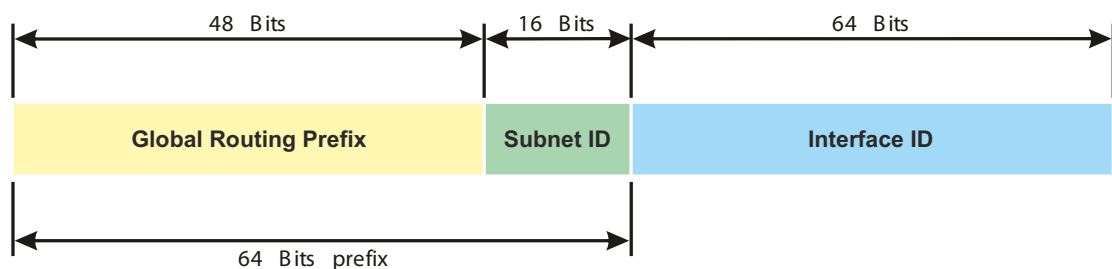 48 Bits
16 Bits
64 Bits
Global Routing Prefix
Subnet ID
Interface ID
64 Bits prefix